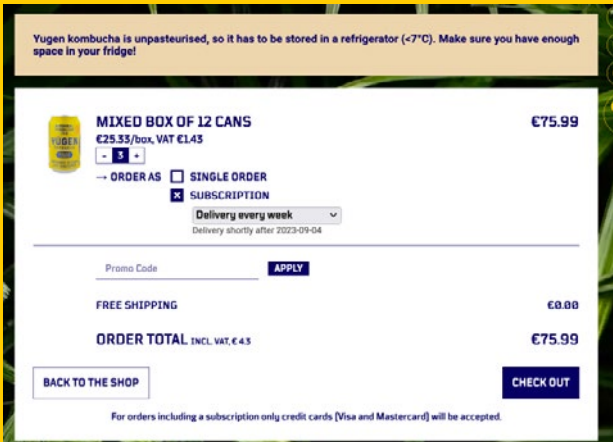 Yugen kombucha is unpasteurised, so it has to be stored in a refrigerator (<7°C). Make sure you have enough
space in your fridge!
MIXED BOX OF 12 CANS €75.99
€25.33/box, VAT €1.43
- 3 +
→ ORDER AS SINGLE ORDER
SUBSCRIPTION
Delivery every week
Delivery shortly after 2023-09-04
Promo Code APPLY
FREE SHIPPING €0.00
ORDER TOTAL INCL. VAT, € 4.3 €75.99
BACK TO THE SHOP CHECK OUT
For orders including a subscription only credit cards [Visa and Mastercard] will be accepted.
YUGEN